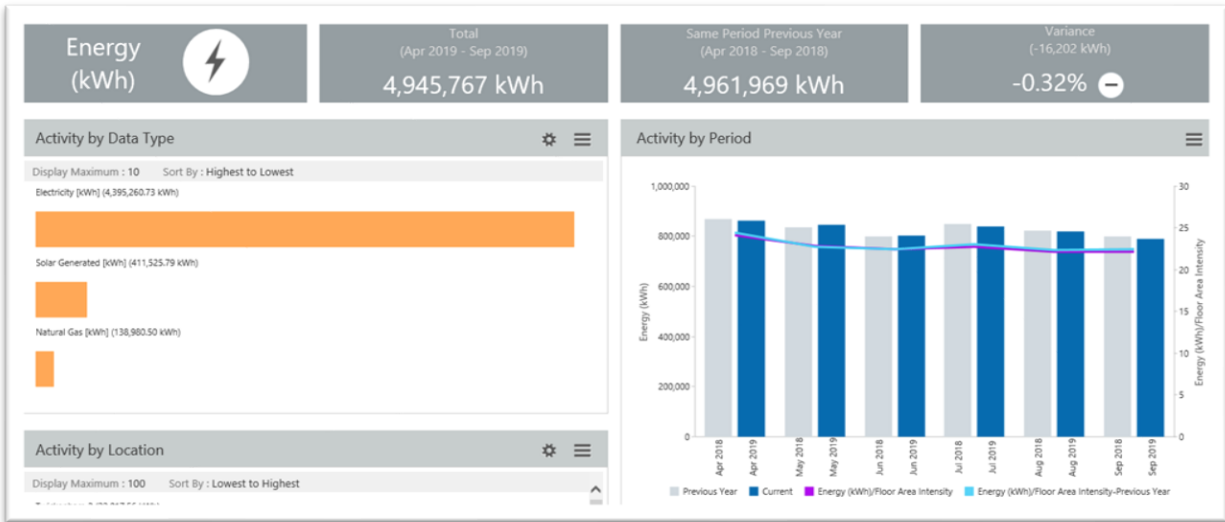 Energy
(kWh)
Total
(Apr 2019 - Sep 2019)
4,945,767 kWh
Same Period Previous Year
(Apr 2018 - Sep 2018)
4,961,969 kWh
Variance
(-16,202 kWh)
-0.32%
Activity by Data Type
Display Maximum : 10 Sort By : Highest to Lowest
Electricity [kWh] (4,395,260.73 kWh)
Solar Generated [kWh] (411,525.79 kWh)
Natural Gas [kWh] (138,980.50 kWh)
Activity by Location
Display Maximum : 100 Sort By : Lowest to Highest
Activity by Period
Energy (kWh)
1,000,000
800,000
600,000
400,000
200,000
0
30
25
20
15
10
5
0
Energy (kWh)/Floor Area Intensity
Apr 2018
Apr 2019
May 2018
May 2019
Jun 2018
Jun 2019
Jul 2018
Jul 2019
Aug 2018
Aug 2019
Sep 2018
Sep 2019
Previous Year Current Energy (kWh)/Floor Area Intensity Energy (kWh)/Floor Area Intensity-Previous Year